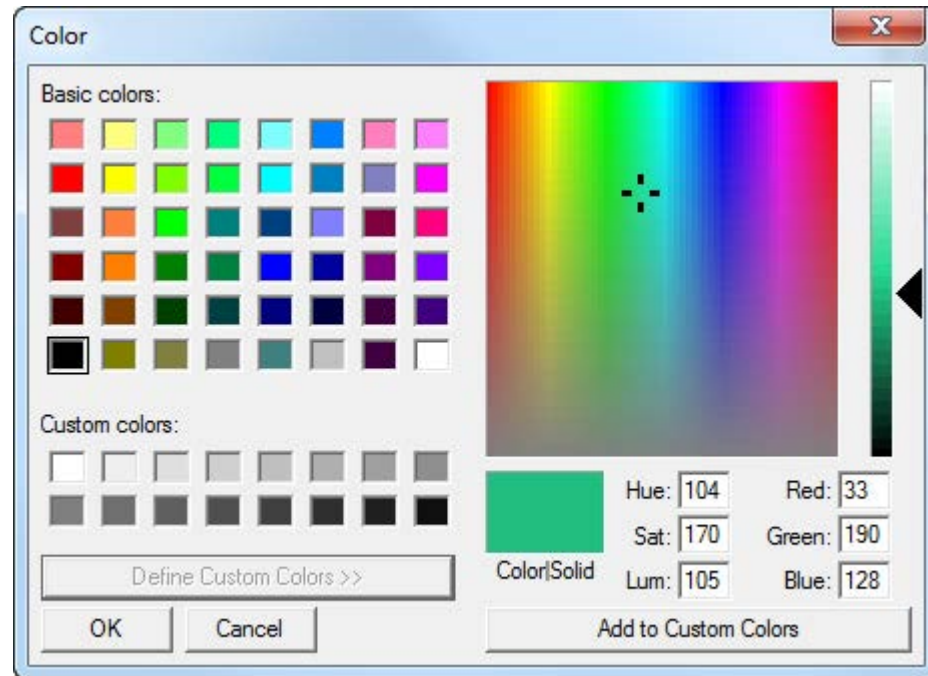 Color
Basic colors:
Custom colors:
Define Custom Colors >>
OK Cancel
Color|Solid
Hue: 104 Red: 33
Sat: 170 Green: 190
Lum: 105 Blue: 128
Add to Custom Colors